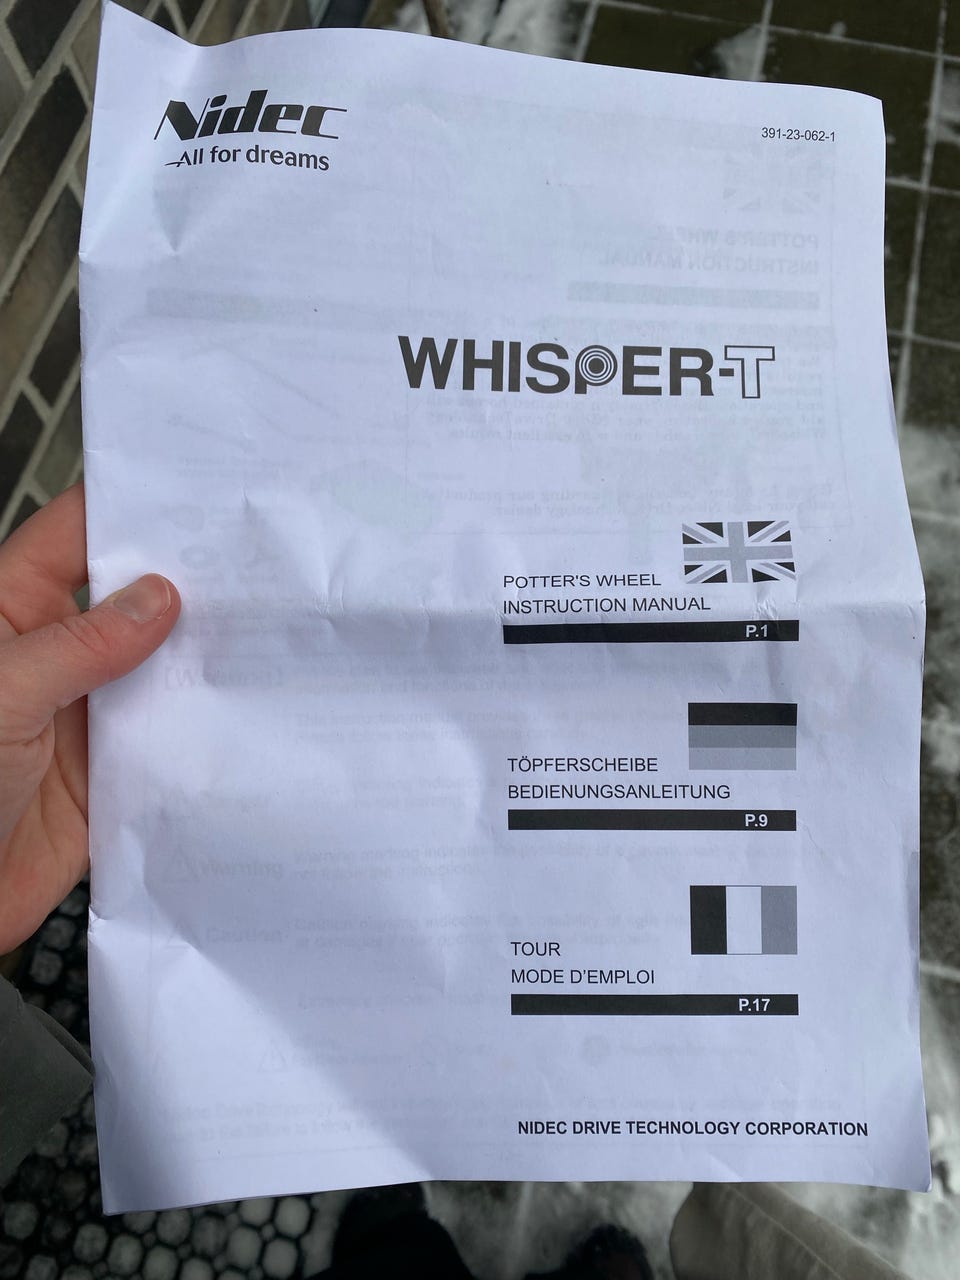 Nidec
All for dreams
391-23-062-1
WHISPER-T
POTTER'S WHEEL
INSTRUCTION MANUAL
P.1
TÖPFERSCHEIBE
BEDIENUNGSANLEITUNG
P.9
TOUR
MODE D'EMPLOI
P.17
NIDEC DRIVE TECHNOLOGY CORPORATION